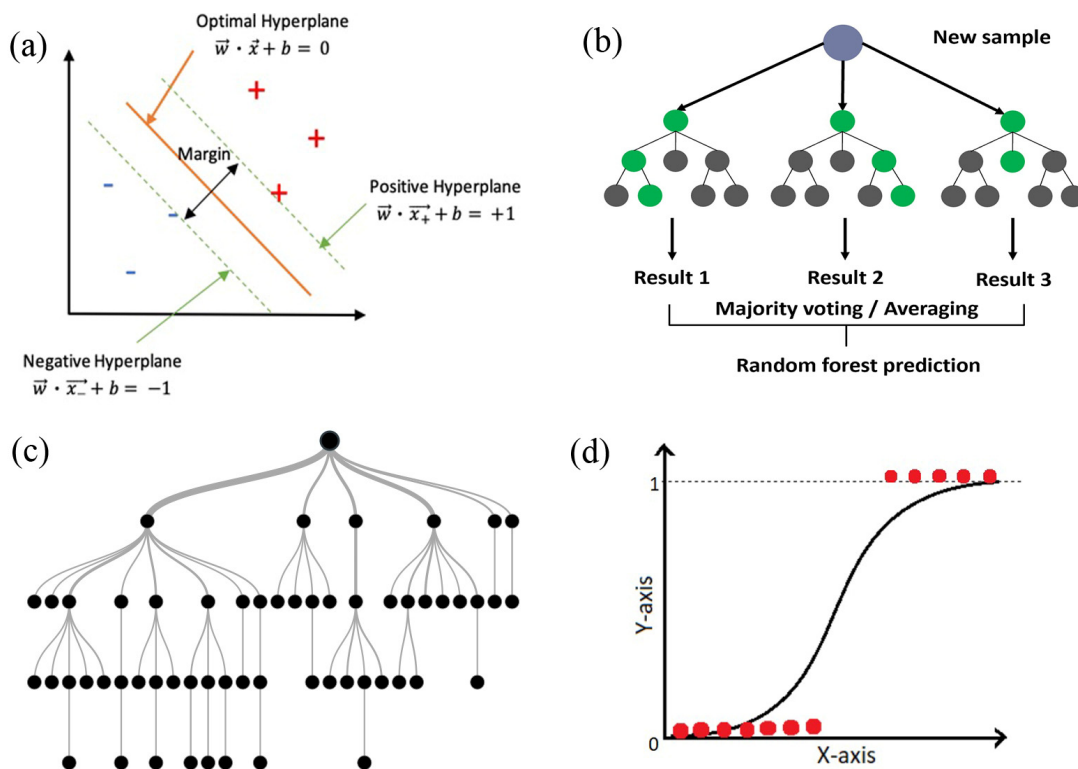 (a)
Optimal Hyperplane
w⃗ · x⃗ + b = 0
+
+
Margin
+
-
-
-
Positive Hyperplane
w⃗ · x₊⃗ + b = +1
Negative Hyperplane
w⃗ · x₋⃗ + b = −1
(b)
New sample
Result 1 Result 2 Result 3
Majority voting / Averaging
Random forest prediction
(c)
(d)
1
Y-axis
0
X-axis